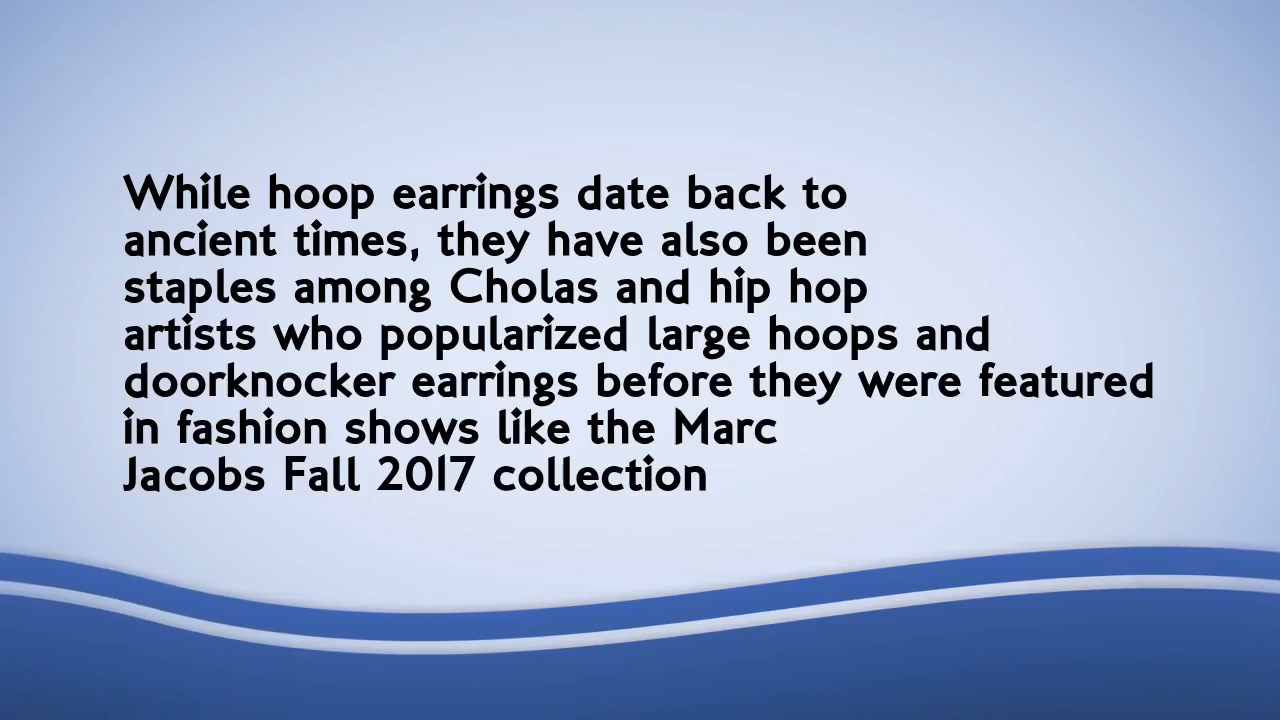 While hoop earrings date back to
ancient times, they have also been
staples among Cholas and hip hop
artists who popularized large hoops and
doorknocker earrings before they were featured
in fashion shows like the Marc
Jacobs Fall 2017 collection